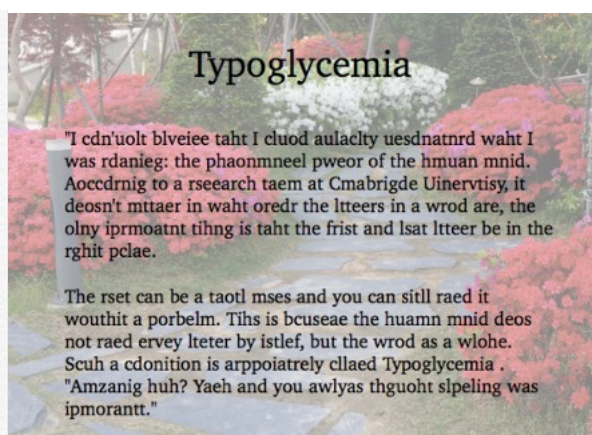 Typoglycemia
"I cdn'uolt blveiee taht I cluod aulaclty uesdnatnrd waht I
was rdanieg: the phaonmneel pweor of the hmuan mnid.
Aoccdrnig to a rseearch taem at Cmabrigde Uinervtisy, it
deosn't mttaer in waht oredr the ltteers in a wrod are, the
olny iprmoatnt tihng is taht the frist and lsat ltteer be in the
rghit pclae.
The rset can be a taotl mses and you can sitll raed it
wouthit a porbelm. Tihs is bcuseae the huamn mnid deos
not raed ervey lteter by istlef, but the wrod as a wlohe.
Scuh a cdonition is arppoiatrely cllaed Typoglycemia .
"Amzanig huh? Yaeh and you awlyas thguoht slpeling was
ipmorantt."